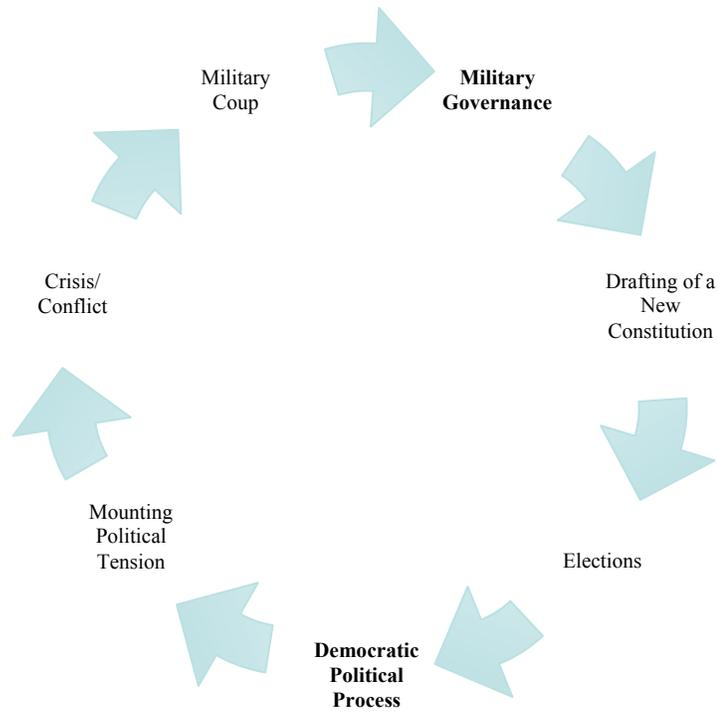 Military
Coup
Military
Governance
Drafting of a
New
Constitution
Elections
Democratic
Political
Process
Mounting
Political
Tension
Crisis/
Conflict